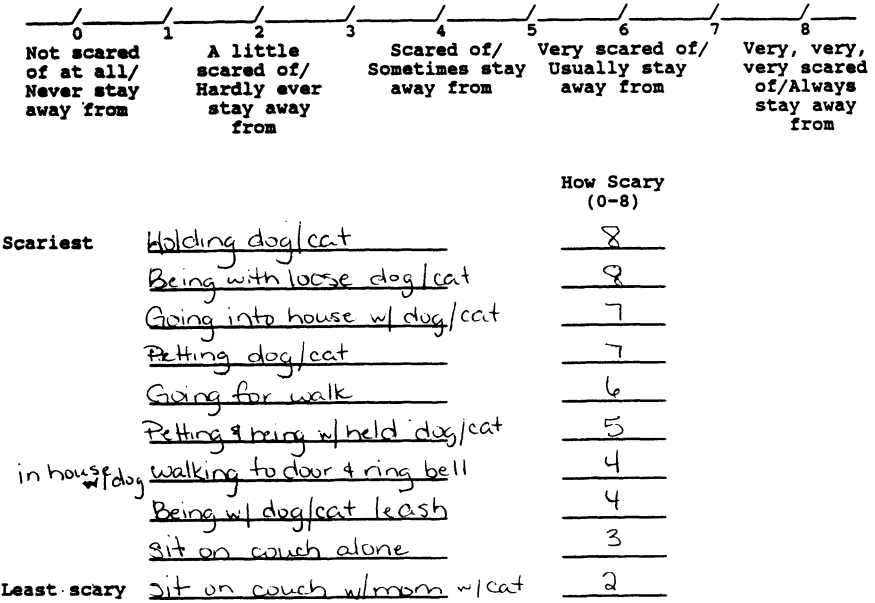 0 1 2 3 4 5 6 7 8
Not scared of at all/ Never stay away from
A little scared of/ Hardly ever stay away from
Scared of/ Sometimes stay away from
Very scared of/ Usually stay away from
Very, very, very scared of/Always stay away from
How Scary
(0-8)
Scariest Holding dog/cat 8
Being with loose dog/cat 8
Going into house w/ dog/cat 7
Petting dog/cat 7
Going for walk 6
Petting & being w/ held dog/cat 5
in house w/dog walking to door & ring bell 4
Being w/ dog/cat leash 4
sit on couch alone 3
Least scary sit on couch w/mom w/cat 2